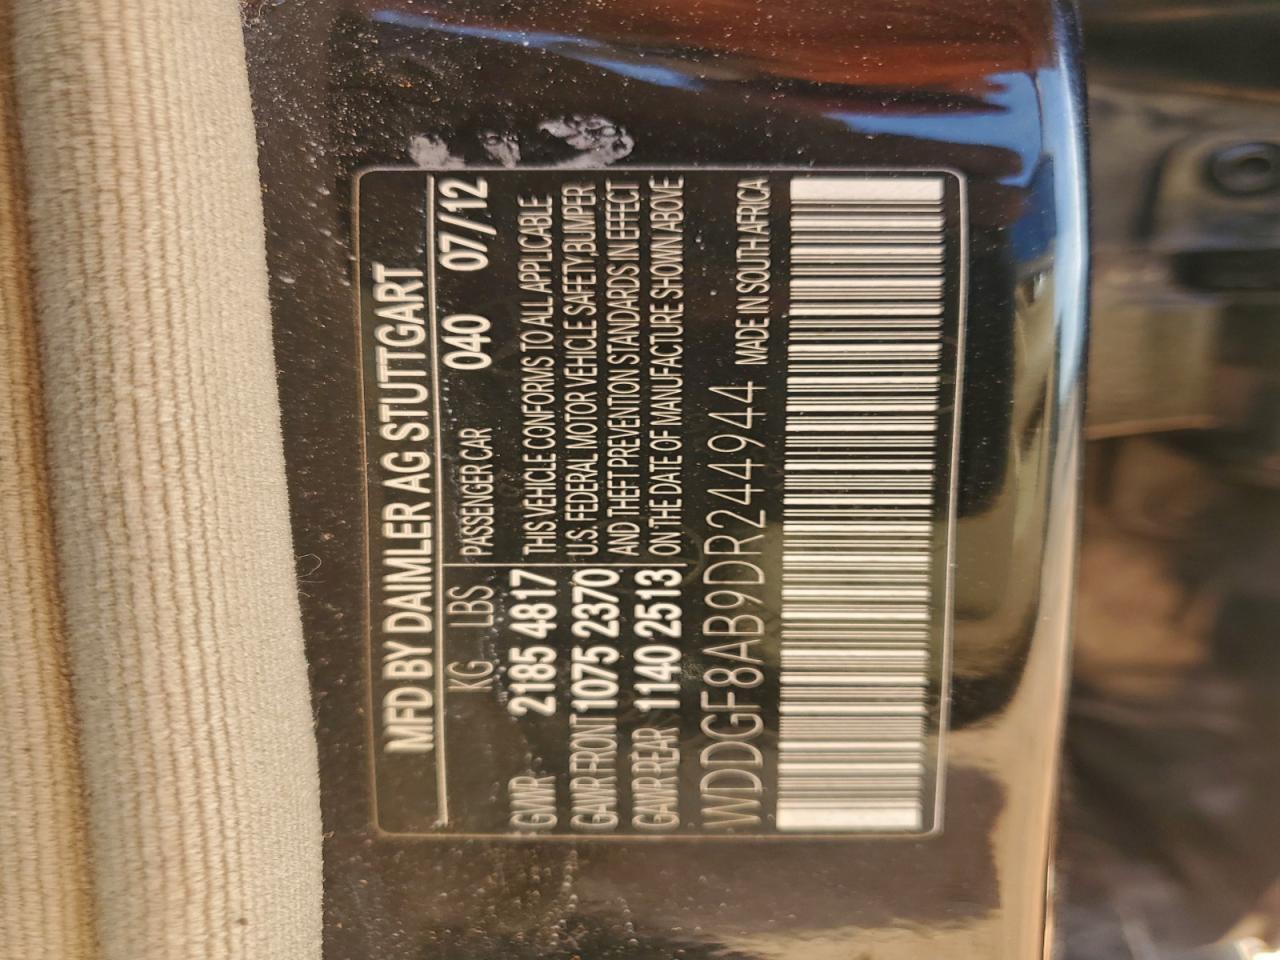 MFD BY DAIMLER AG STUTTGART
KG LBS PASSENGER CAR 040 07/12
GVWR 2185 4817 THIS VEHICLE CONFORMS TO ALL APPLICABLE
GAWR FRONT 1075 2370 U.S. FEDERAL MOTOR VEHICLE SAFETY,BUMPER
GAWR REAR 1140 2513 AND THEFT PREVENTION STANDARDS IN EFFECT
ON THE DATE OF MANUFACTURE SHOWN ABOVE
WDDGF8AB9DR244944 MADE IN SOUTH AFRICA